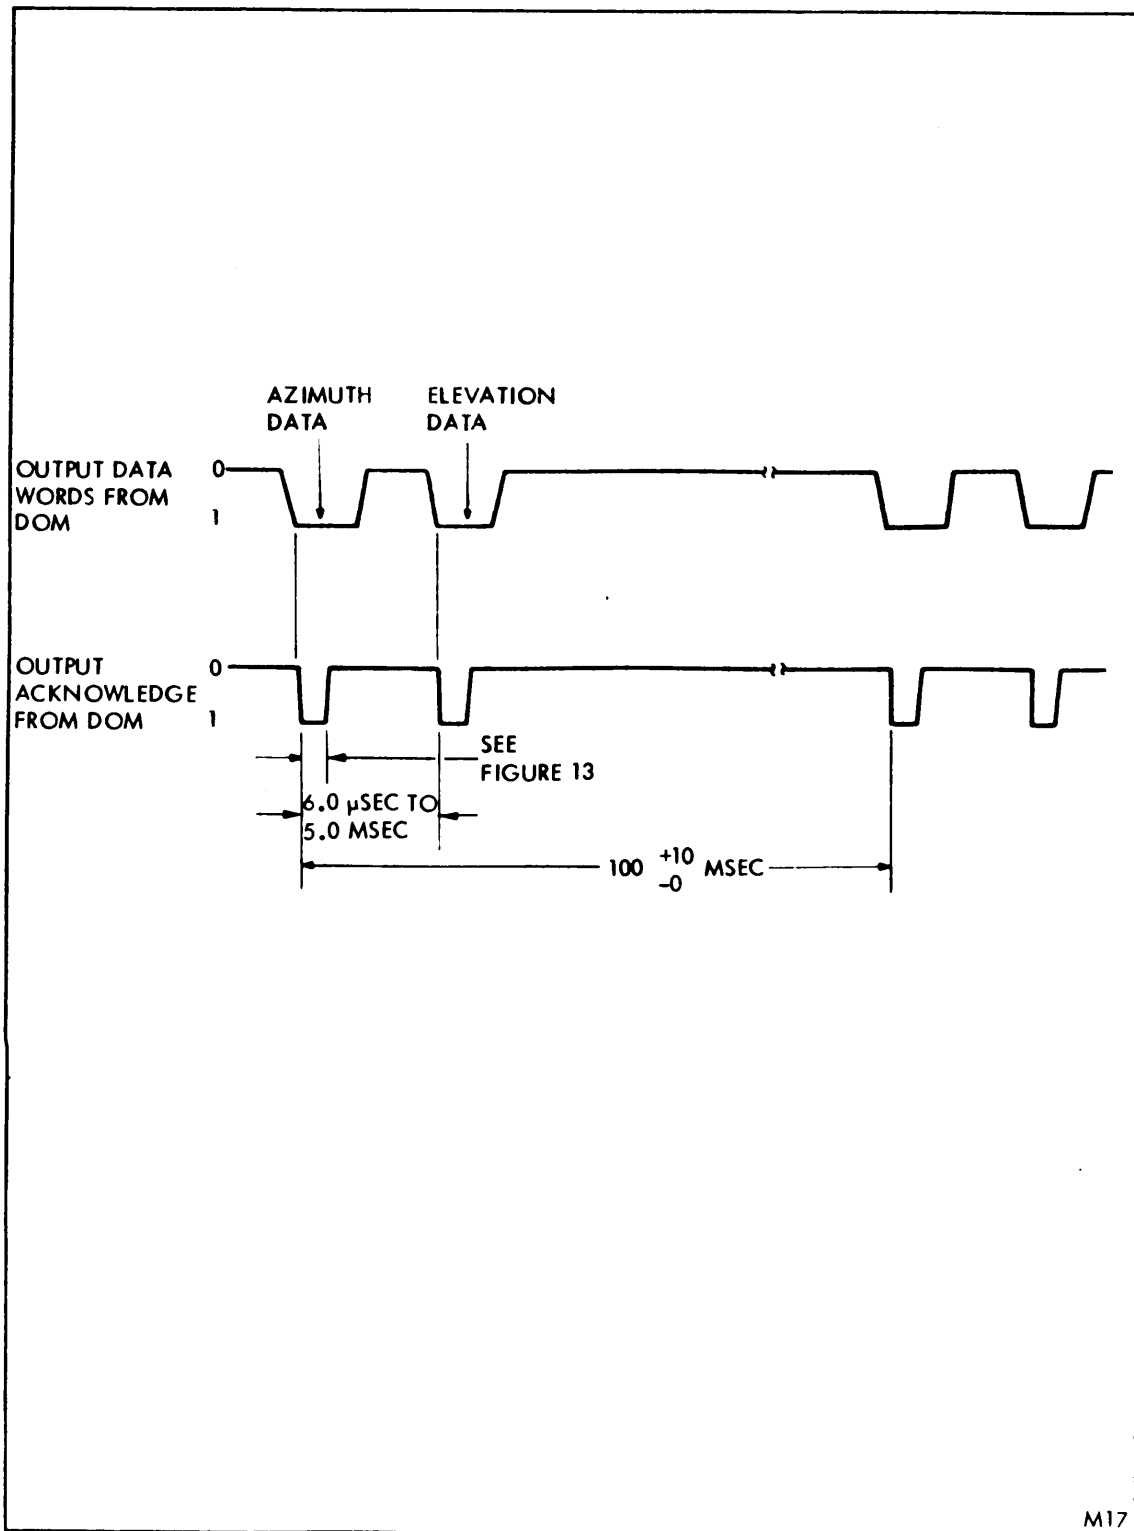 AZIMUTH DATA
ELEVATION DATA
OUTPUT DATA WORDS FROM DOM
0
1
OUTPUT ACKNOWLEDGE FROM DOM
0
1
SEE FIGURE 13
6.0 µSEC TO 5.0 MSEC
100 +10 -0 MSEC
M17